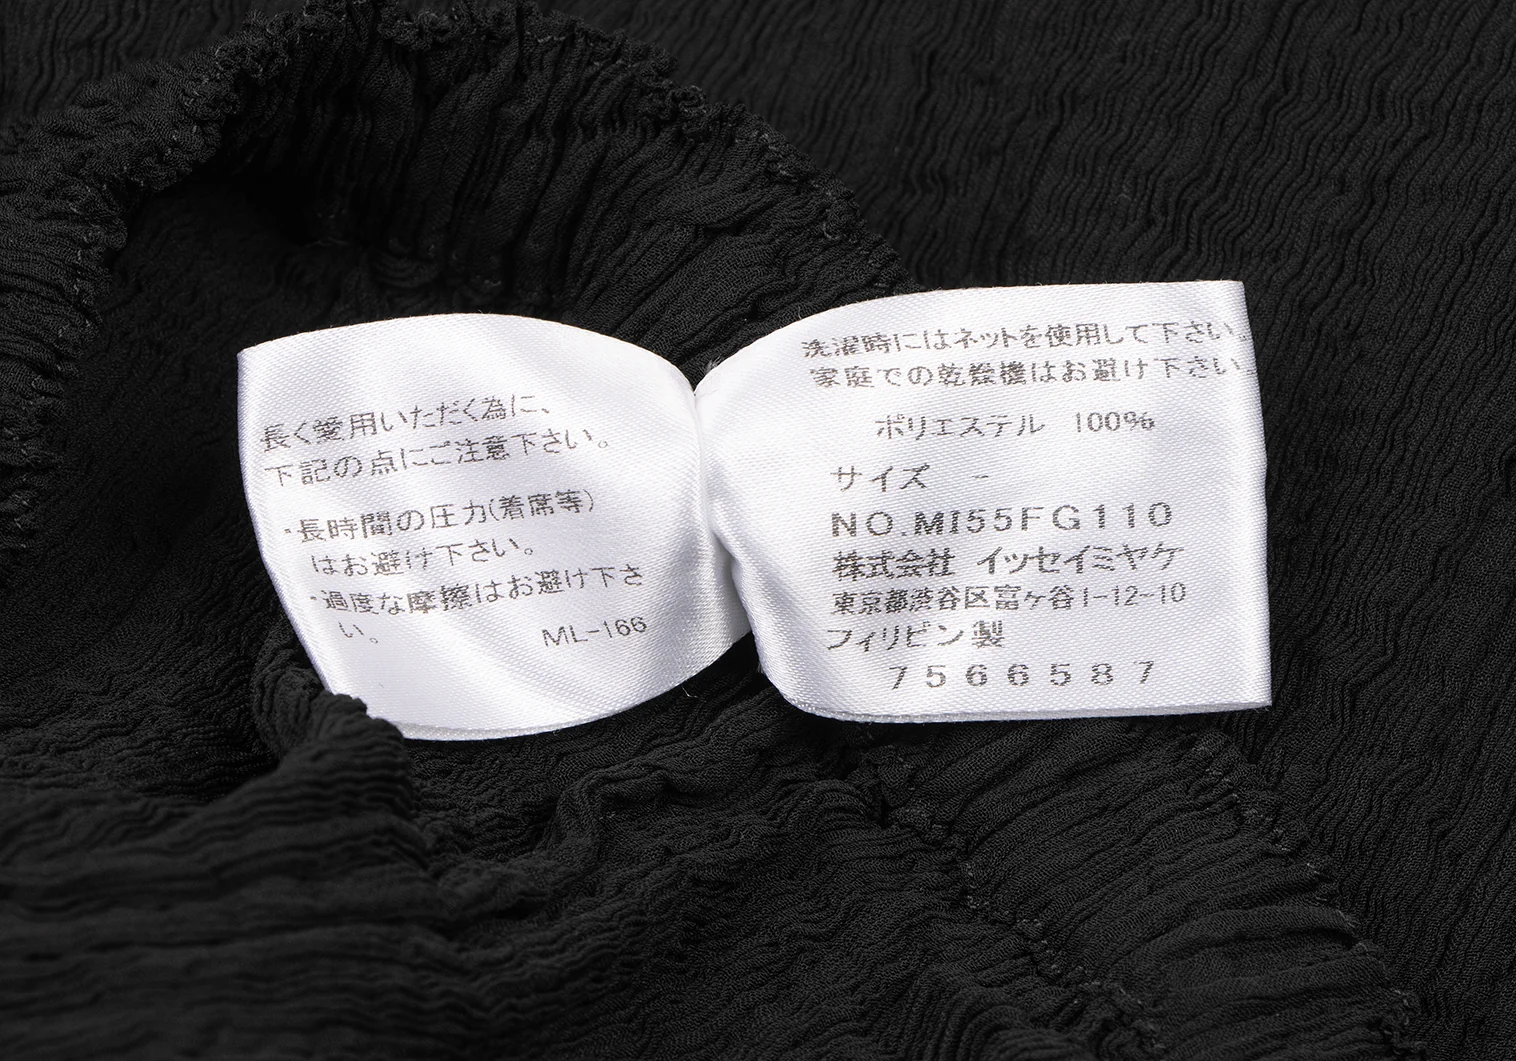 長く愛用いただく為に、
下記の点にご注意下さい。
・長時間の圧力(着席等)
はお避け下さい。
・過度な摩擦はお避け下さ
い。
ML-166
洗濯時にはネットを使用して下さい。
家庭での乾燥機はお避け下さい。
ポリエステル 100%
サイズ -
NO.MI55FG110
株式会社 イッセイミヤケ
東京都渋谷区富ヶ谷1-12-10
フィリピン製
7566587